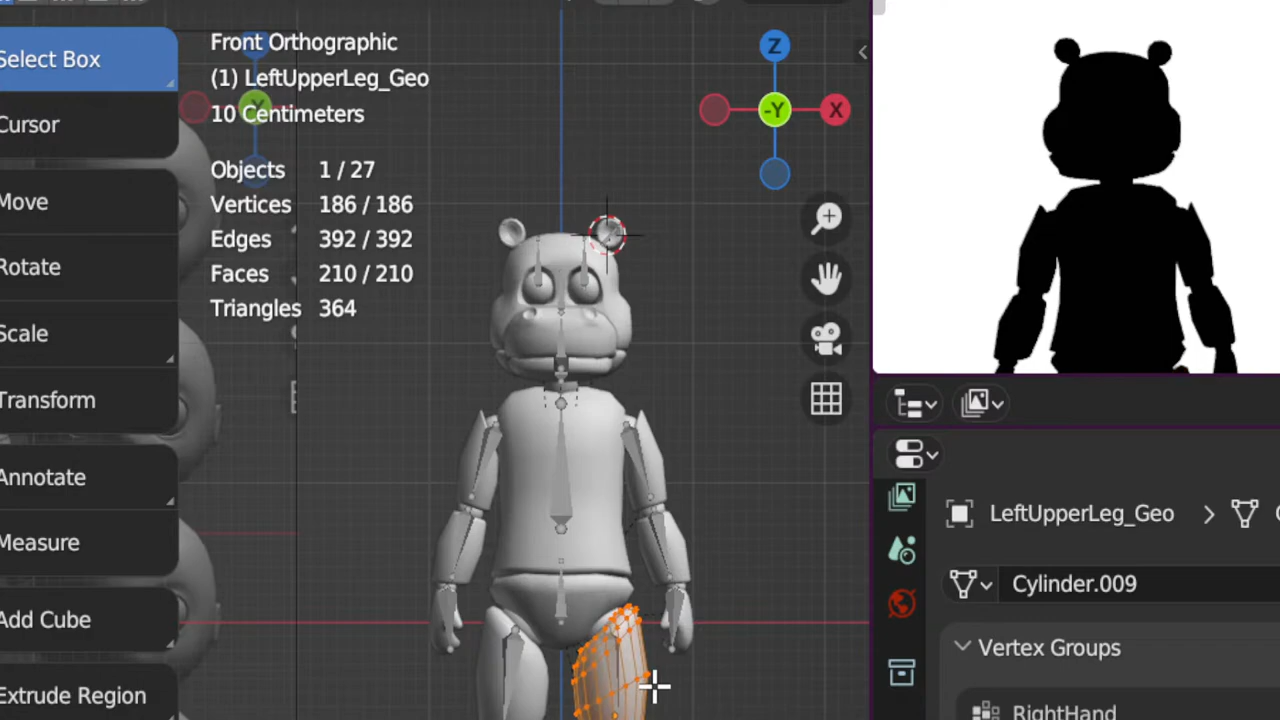 Select Box
Cursor
Move
Rotate
Scale
Transform
Annotate
Measure
Add Cube
Extrude Region
Front Orthographic
(1) LeftUpperLeg_Geo
10 Centimeters
Objects 1 / 27
Vertices 186 / 186
Edges 392 / 392
Faces 210 / 210
Triangles 364
Z
-Y
X
Y
LeftUpperLeg_Geo
Cylinder.009
Vertex Groups
RightHand